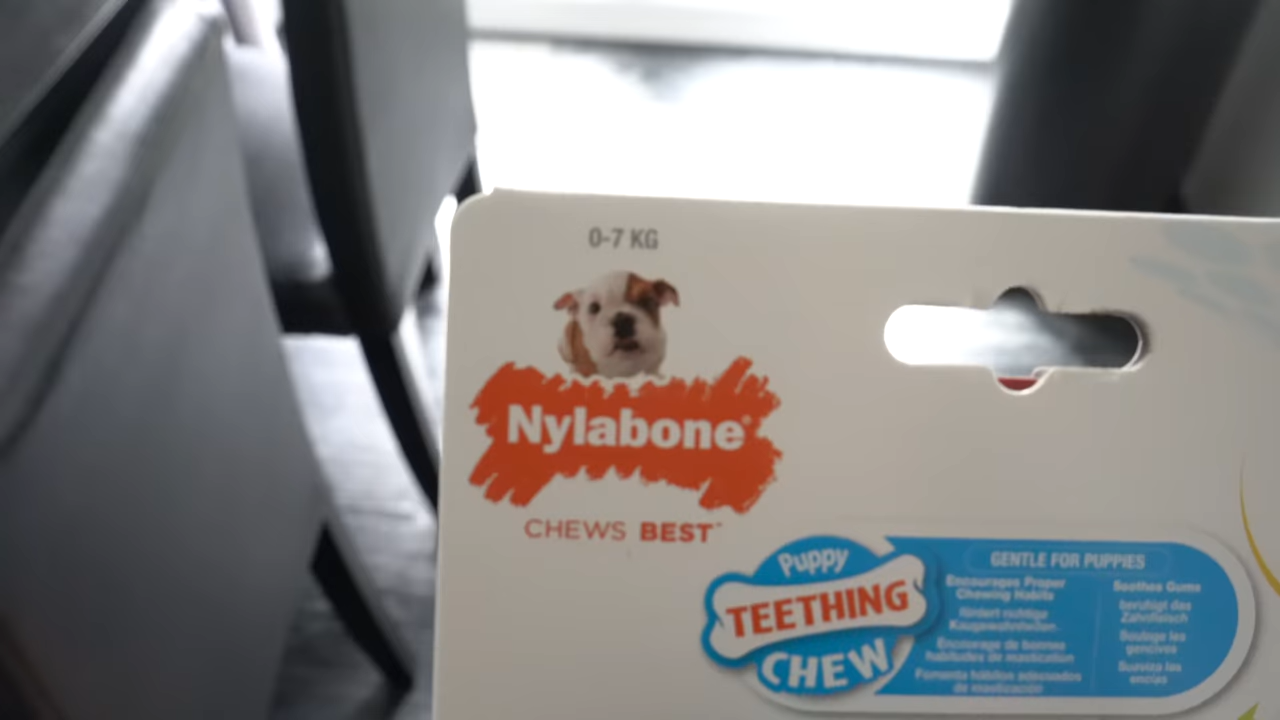 0-7 KG
Nylabone
CHEWS BEST™
Puppy
TEETHING
CHEW
GENTLE FOR PUPPIES
Encourages Proper
Chewing Habits
fördert richtige
Kaugewohnheiten
Encourage de bonnes
habitudes de mastication
Fomenta hábitos adecuados
de masticación
Soothes Gums
beruhigt das
Zahnfleisch
Soulage les
gencives
Suaviza las
encías